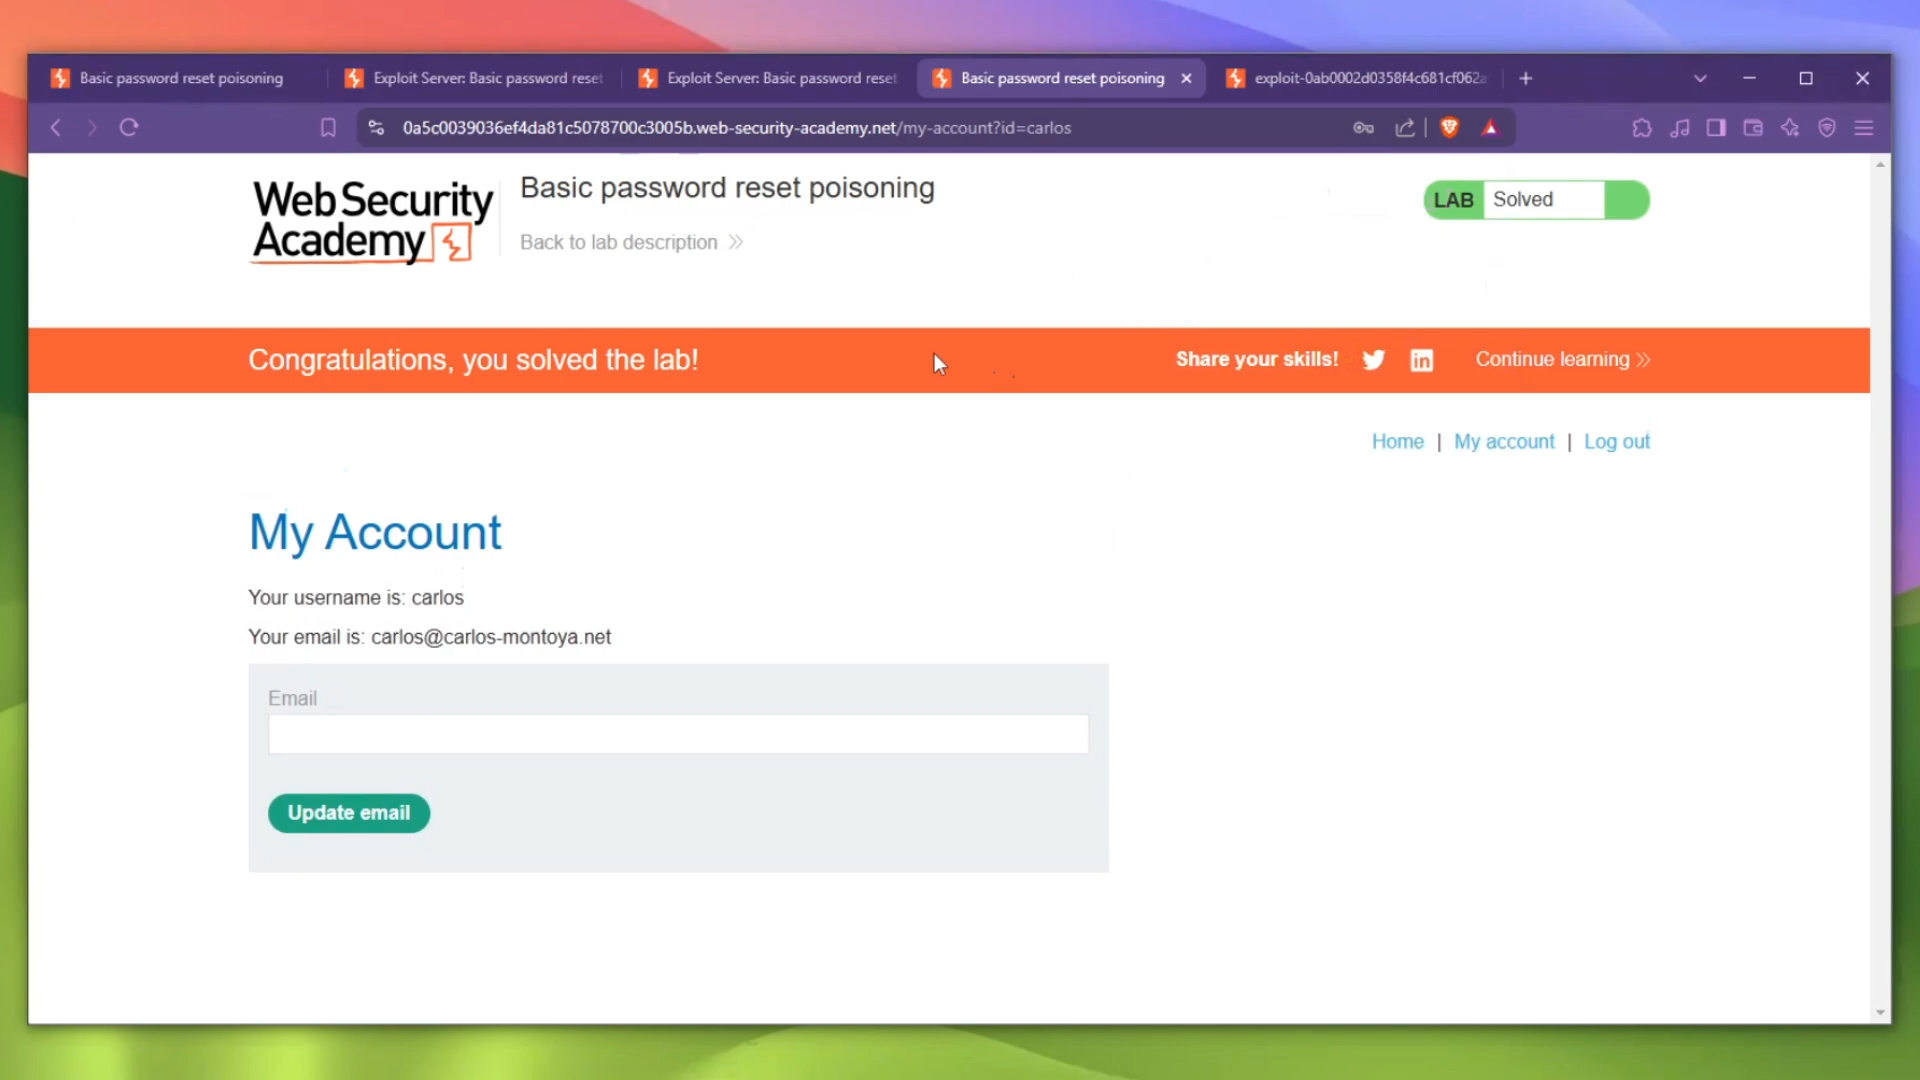 Basic password reset poisoning
Exploit Server: Basic password reset
Exploit Server: Basic password reset
Basic password reset poisoning
exploit-0ab0002d0358f4c681cf062a
0a5c0039036ef4da81c5078700c3005b.web-security-academy.net/my-account?id=carlos
Web Security
Academy
Basic password reset poisoning
Back to lab description
LAB Solved
Congratulations, you solved the lab!
Share your skills!
in
Continue learning
Home | My account | Log out
My Account
Your username is: carlos
Your email is: carlos@carlos-montoya.net
Email
Update email